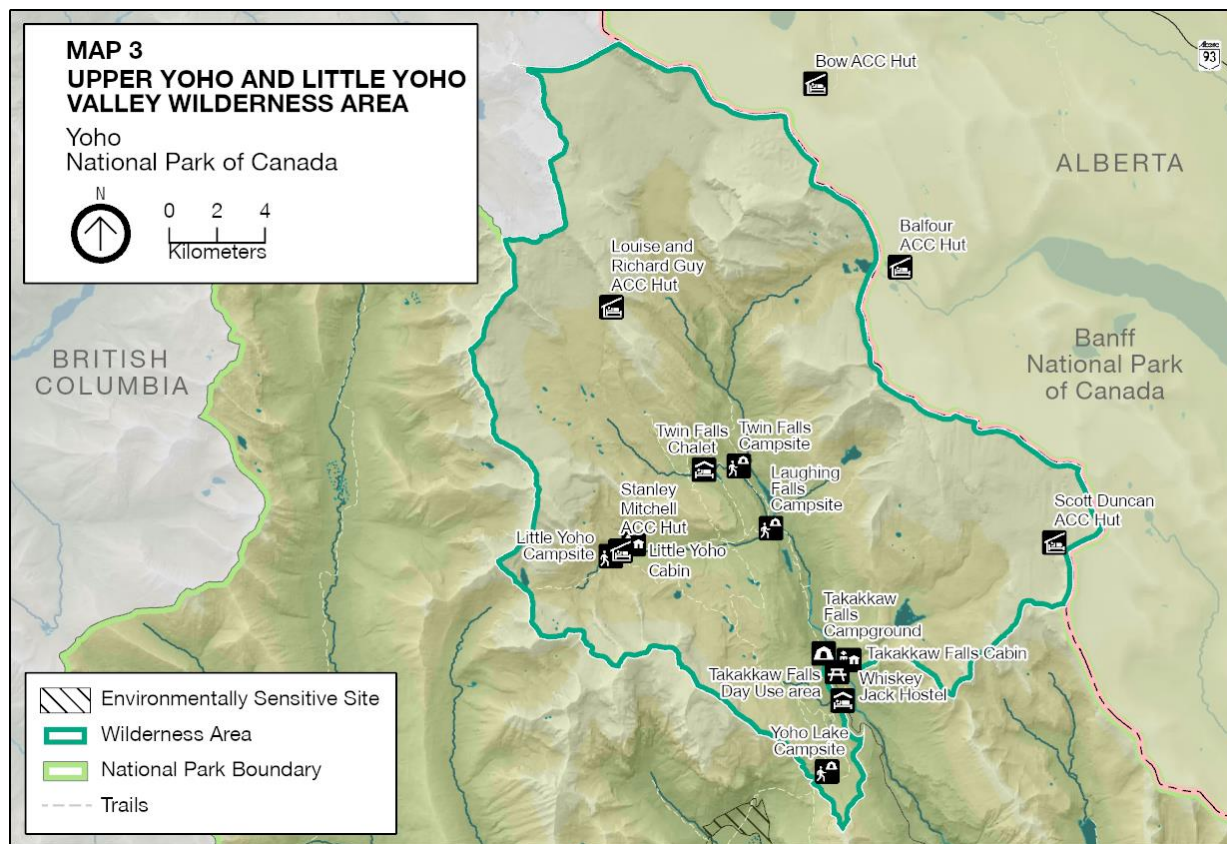 MAP 3
UPPER YOHO AND LITTLE YOHO
VALLEY WILDERNESS AREA
Yoho
National Park of Canada
N
0 2 4
Kilometers
Bow ACC Hut
Alberta
93
ALBERTA
Balfour
ACC Hut
Louise and
Richard Guy
ACC Hut
BRITISH
COLUMBIA
Banff
National Park
of Canada
Twin Falls
Chalet
Twin Falls
Campsite
Laughing
Falls
Campsite
Stanley
Mitchell
ACC Hut
Scott Duncan
ACC Hut
Little Yoho
Campsite
Little Yoho
Cabin
Takakkaw
Falls
Campground
Takakkaw Falls Cabin
Takakkaw Falls
Day Use area
Whiskey
Jack Hostel
Yoho Lake
Campsite
Environmentally Sensitive Site
Wilderness Area
National Park Boundary
Trails